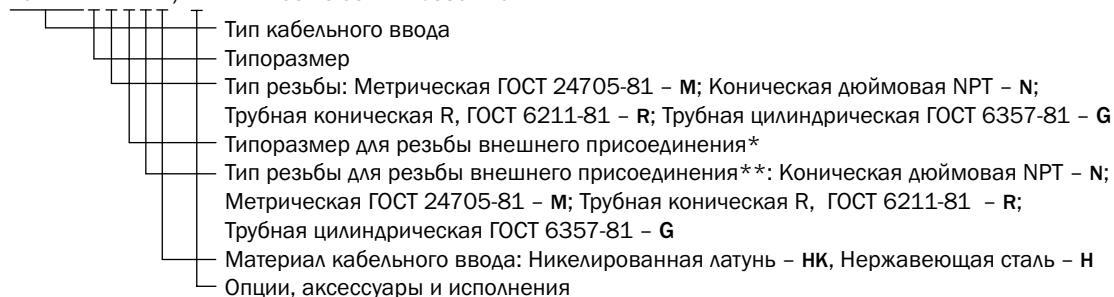 Тип кабельного ввода
Типоразмер
Тип резьбы: Метрическая ГОСТ 24705-81 – М; Коническая дюймовая NPT – N;
Трубная коническая R, ГОСТ 6211-81 – R; Трубная цилиндрическая ГОСТ 6357-81 – G
Типоразмер для резьбы внешнего присоединения*
Тип резьбы для резьбы внешнего присоединения**: Коническая дюймовая NPT – N;
Метрическая ГОСТ 24705-81 – М; Трубная коническая R, ГОСТ 6211-81 – R;
Трубная цилиндрическая ГОСТ 6357-81 – G
Материал кабельного ввода: Никелированная латунь – НК, Нержавеющая сталь – Н
Опции, аксессуары и исполнения